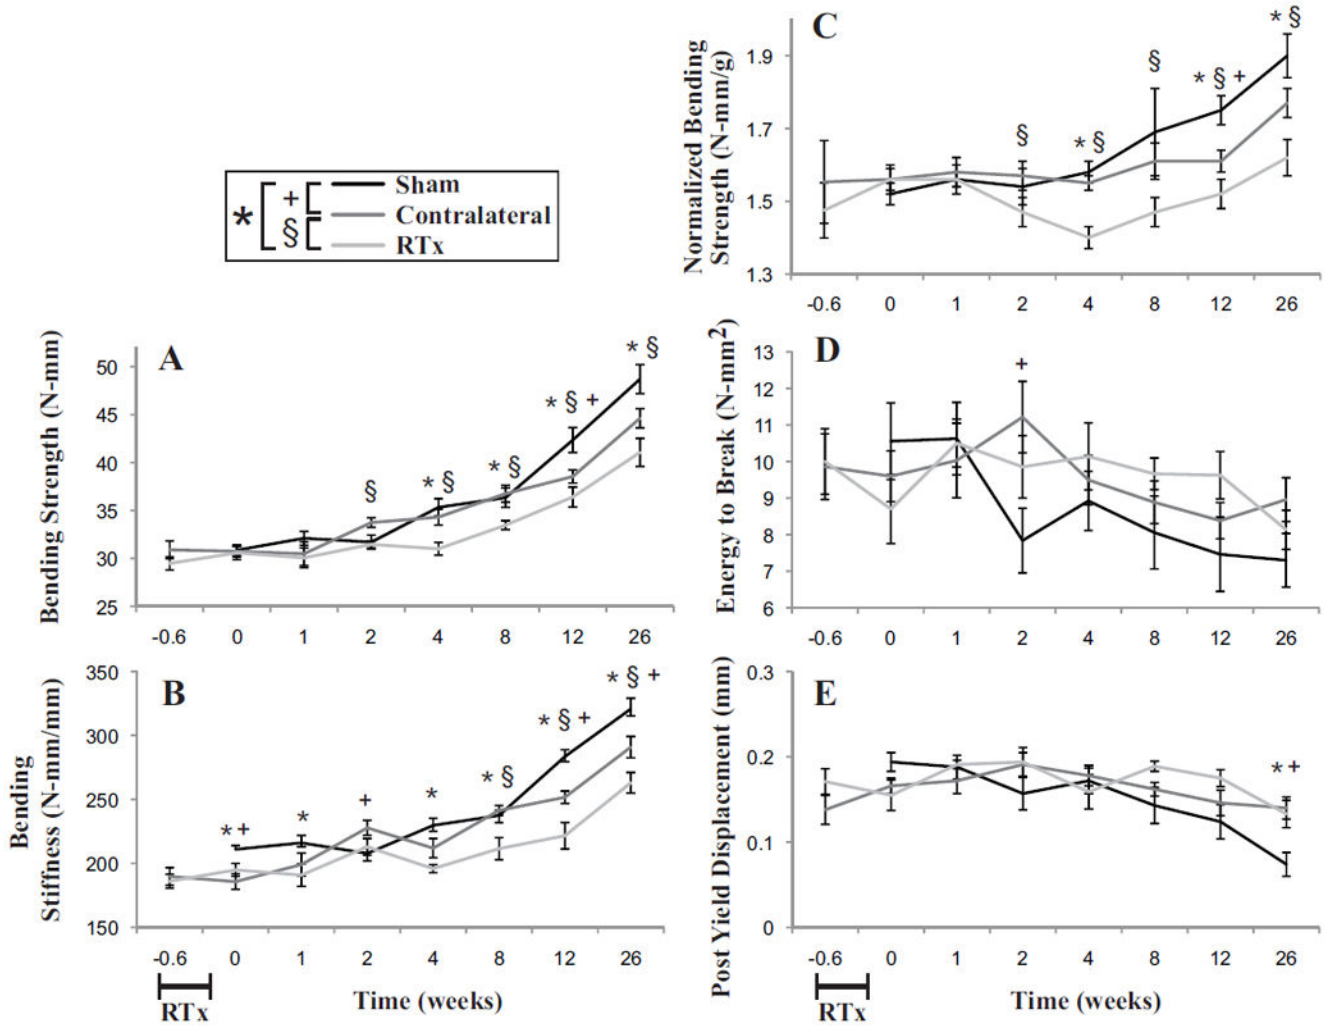 * + Sham
§ Contralateral
RTx
A
Bending Strength (N-mm)
50
45
40
35
30
25
§
* §
* §
* § +
* §
-0.6 0 1 2 4 8 12 26
B
Bending
Stiffness (N-mm/mm)
350
300
250
200
150
* +
*
+
*
* §
* § +
* § +
-0.6 0 1 2 4 8 12 26
RTx
Time (weeks)
C
Normalized Bending
Strength (N-mm/g)
1.9
1.7
1.5
1.3
§
* §
§
* § +
* §
-0.6 0 1 2 4 8 12 26
D
Energy to Break (N-mm²)
13
12
11
10
9
8
7
6
+
-0.6 0 1 2 4 8 12 26
E
Post Yield Displacement (mm)
0.3
0.2
0.1
0
* +
-0.6 0 1 2 4 8 12 26
RTx
Time (weeks)